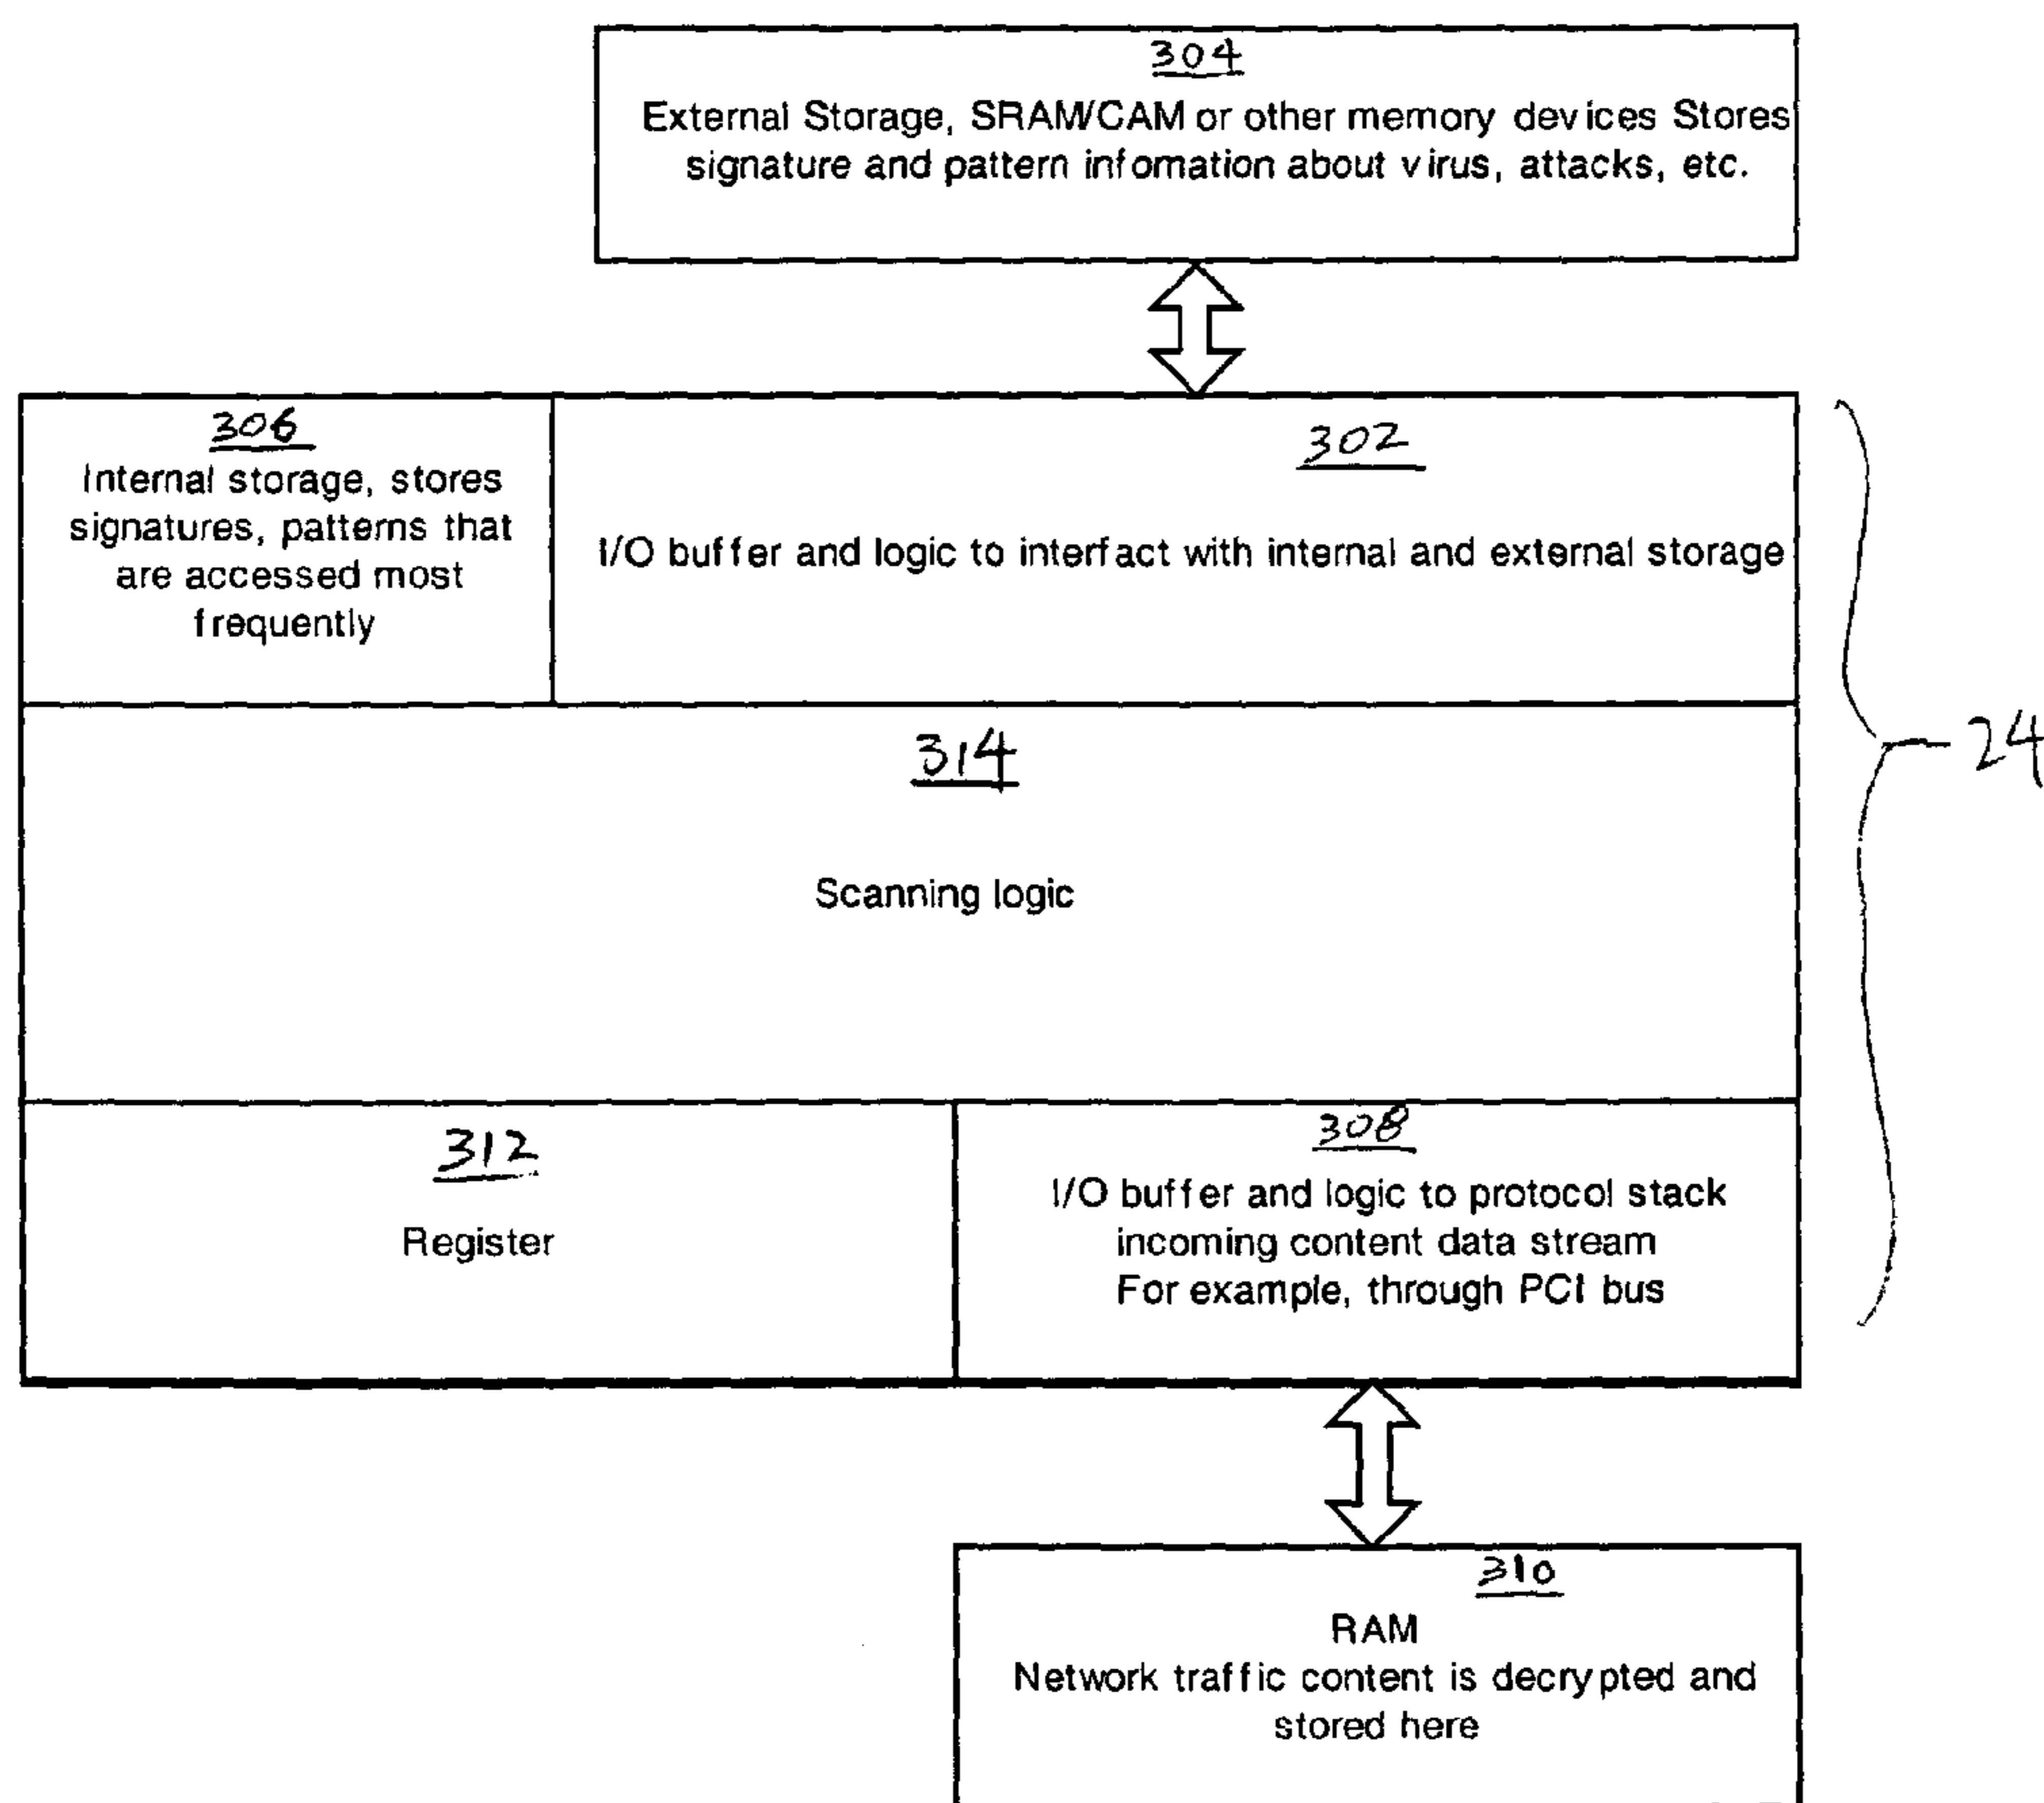 304
External Storage, SRAM/CAM or other memory devices Stores
signature and pattern infomation about virus, attacks, etc.
306
Internal storage, stores
signatures, patterns that
are accessed most
frequently
302
I/O buffer and logic to interfact with internal and external storage
314
Scanning logic
24
312
Register
308
I/O buffer and logic to protocol stack
incoming content data stream
For example, through PCI bus
310
RAM
Network traffic content is decrypted and
stored here